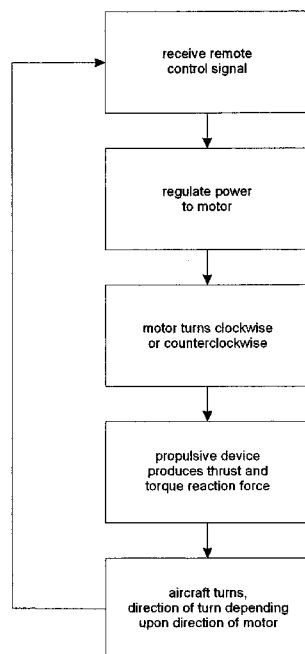 receive remote
control signal
regulate power
to motor
motor turns clockwise
or counterclockwise
propulsive device
produces thrust and
torque reaction force
aircraft turns,
direction of turn depending
upon direction of motor